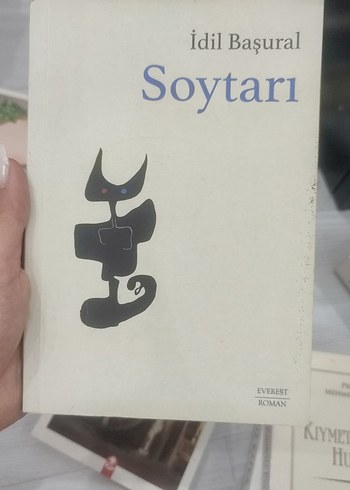 İdil Başural
Soytarı
EVEREST
ROMAN
KIYMET
HU